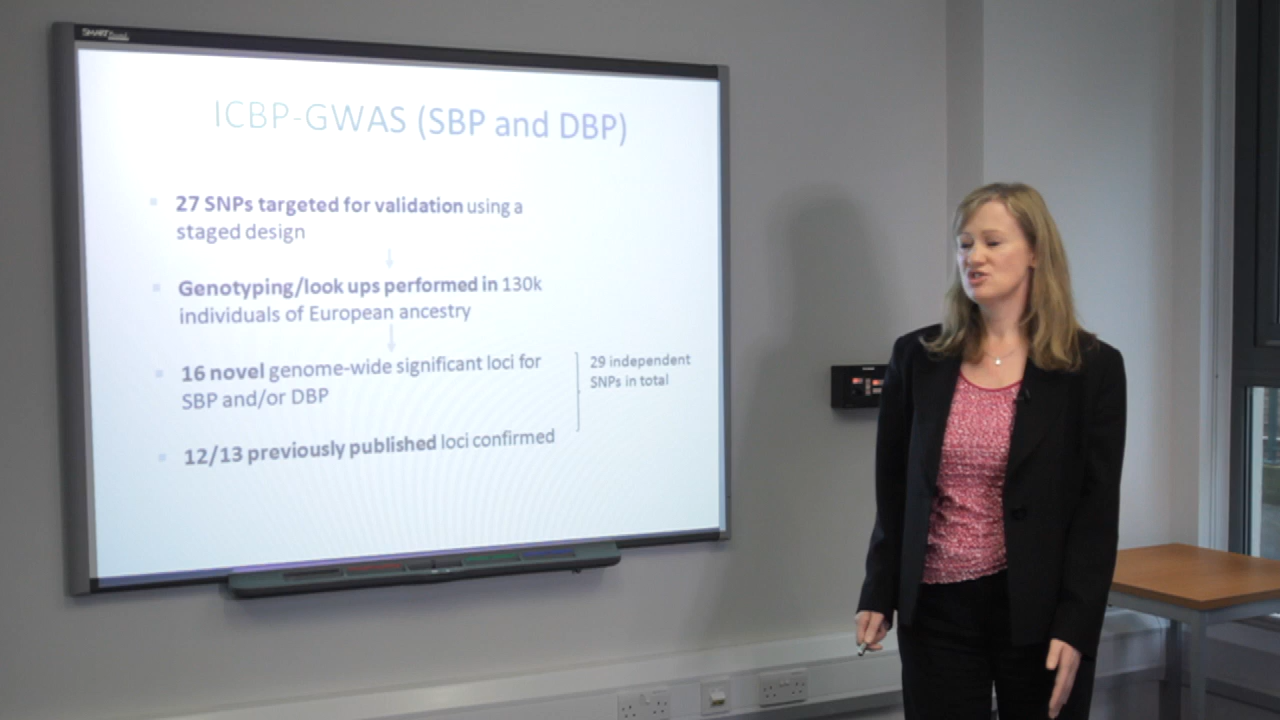 SMART Board
ICBP-GWAS (SBP and DBP)
27 SNPs targeted for validation using a
staged design
Genotyping/look ups performed in 130k
individuals of European ancestry
16 novel genome-wide significant loci for
SBP and/or DBP
29 independent
SNPs in total
12/13 previously published loci confirmed